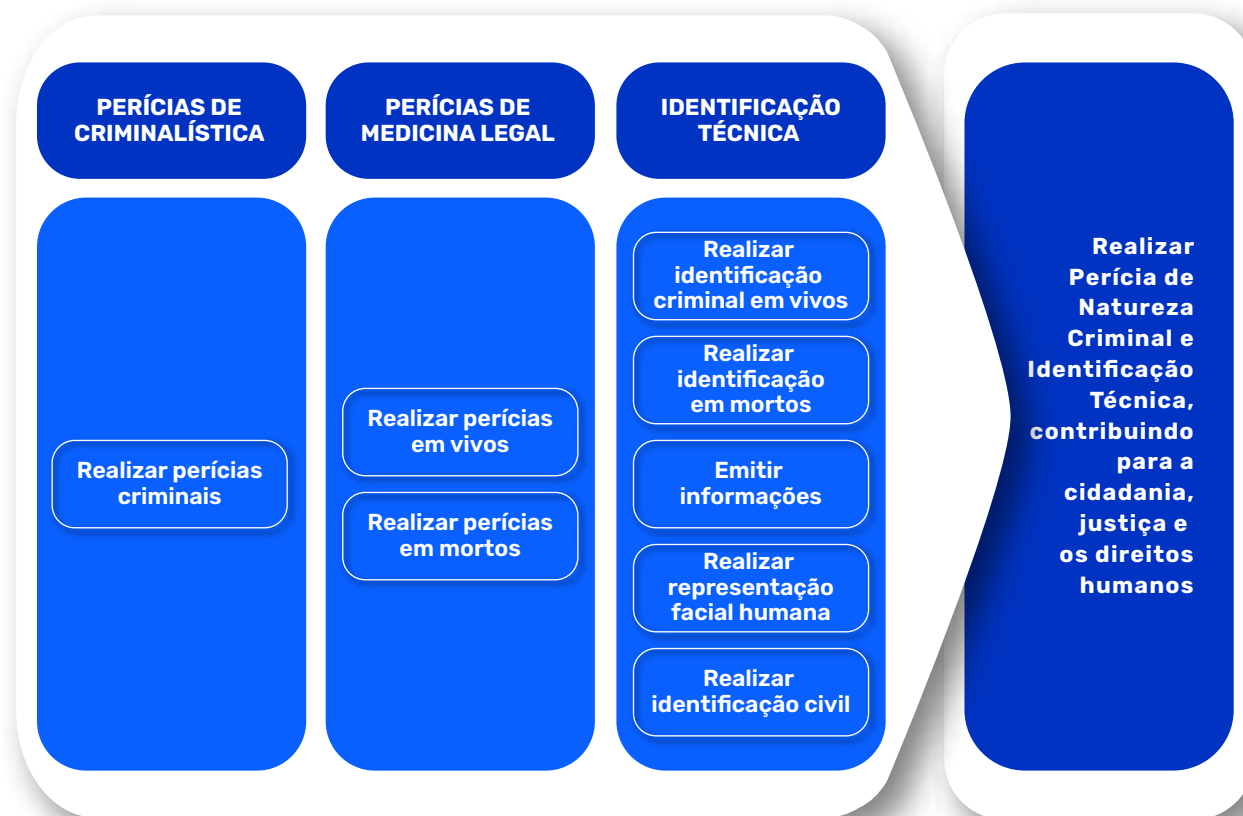 PERÍCIAS DE
CRIMINALÍSTICA
Realizar perícias
criminais
PERÍCIAS DE
MEDICINA LEGAL
Realizar perícias
em vivos
Realizar perícias
em mortos
IDENTIFICAÇÃO
TÉCNICA
Realizar
identificação
criminal em vivos
Realizar
identificação
em mortos
Emitir
informações
Realizar
representação
facial humana
Realizar
identificação civil
Realizar
Perícia de
Natureza
Criminal e
Identificação
Técnica,
contribuindo
para a
cidadania,
justiça e
os direitos
humanos